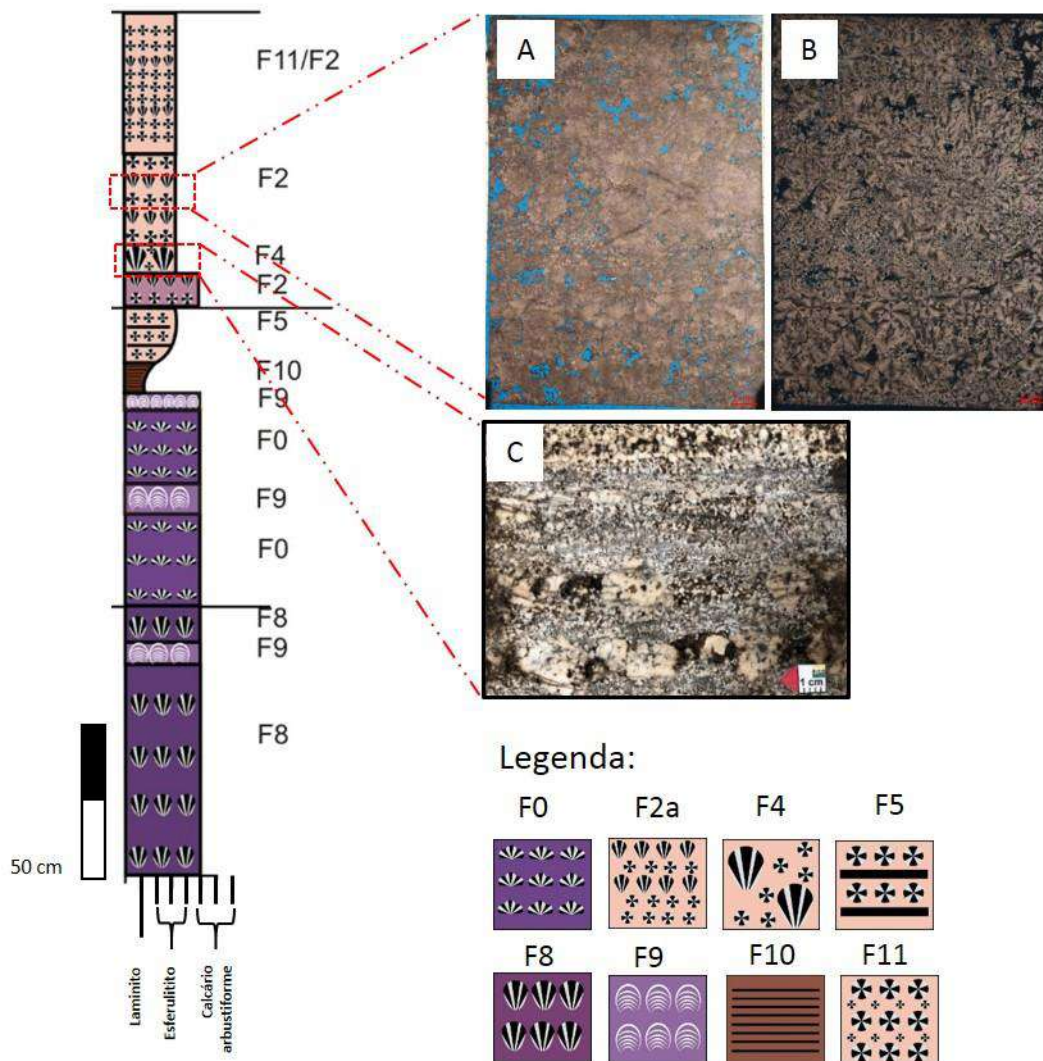 F11/F2
F2
F4
F2
F5
F10
F9
F0
F9
F0
F8
F9
F8
50 cm
Laminito
Esferulitito
Calcário
arbustiforme
A
B
C
1 cm
Legenda:
F0 F2a F4 F5
F8 F9 F10 F11